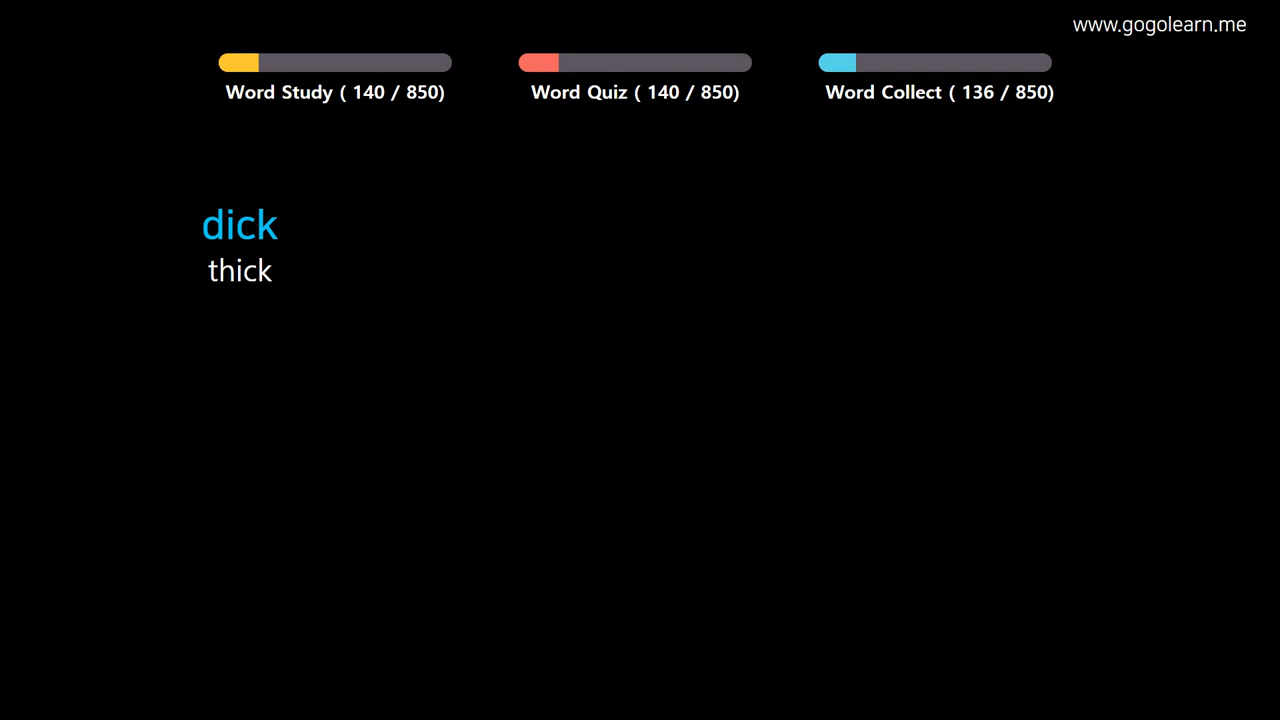 www.gogolearn.me
Word Study ( 140 / 850)
Word Quiz ( 140 / 850)
Word Collect ( 136 / 850)
dick
thick